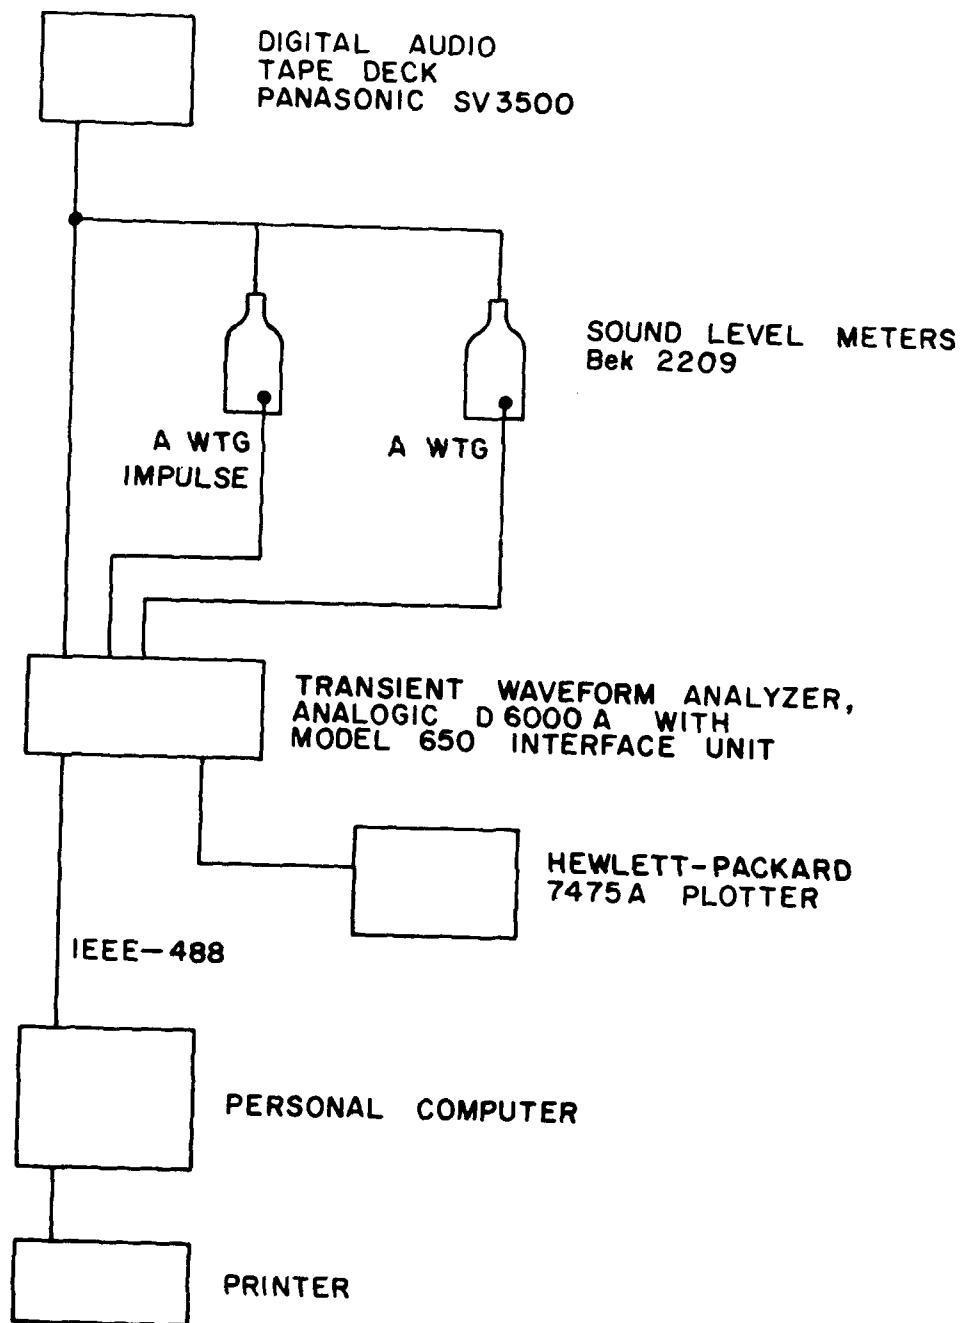 DIGITAL AUDIO
TAPE DECK
PANASONIC SV3500
SOUND LEVEL METERS
Bek 2209
A WTG
IMPULSE
A WTG
TRANSIENT WAVEFORM ANALYZER,
ANALOGIC D6000A WITH
MODEL 650 INTERFACE UNIT
HEWLETT-PACKARD
7475A PLOTTER
IEEE-488
PERSONAL COMPUTER
PRINTER